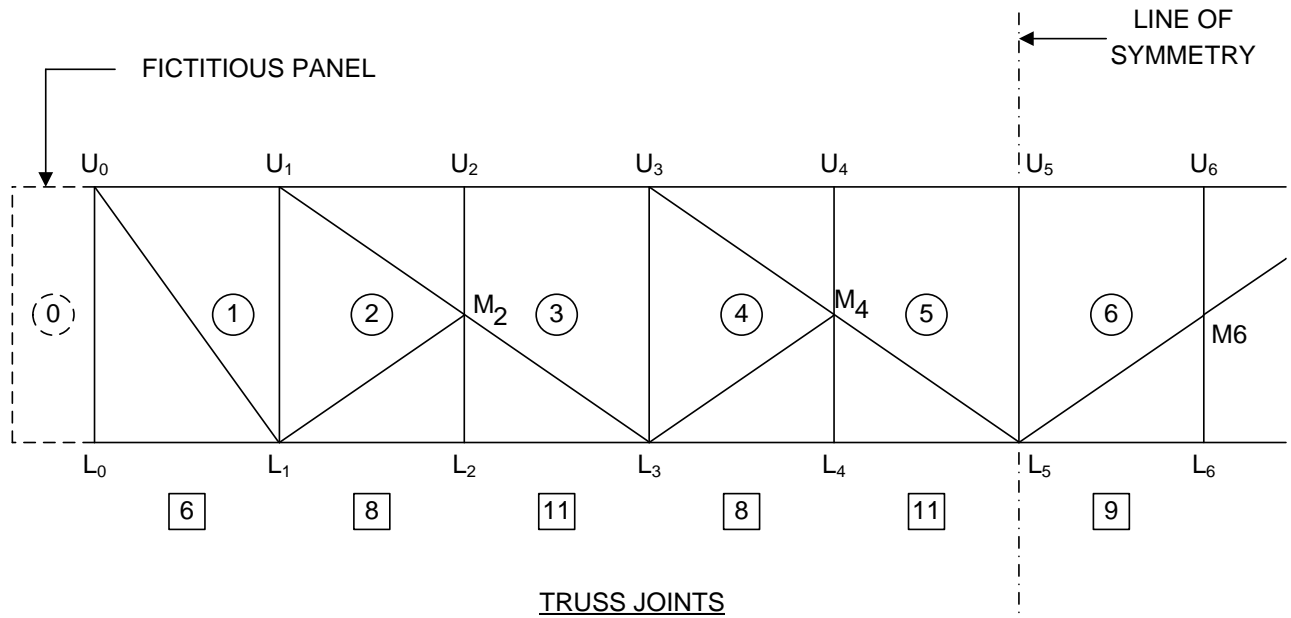 LINE OF
SYMMETRY
FICTITIOUS PANEL
U₀ U₁ U₂ U₃ U₄ U₅ U₆
0 1 2 M₂ 3 4 M₄ 5 6 M6
L₀ L₁ L₂ L₃ L₄ L₅ L₆
6 8 11 8 11 9
TRUSS JOINTS